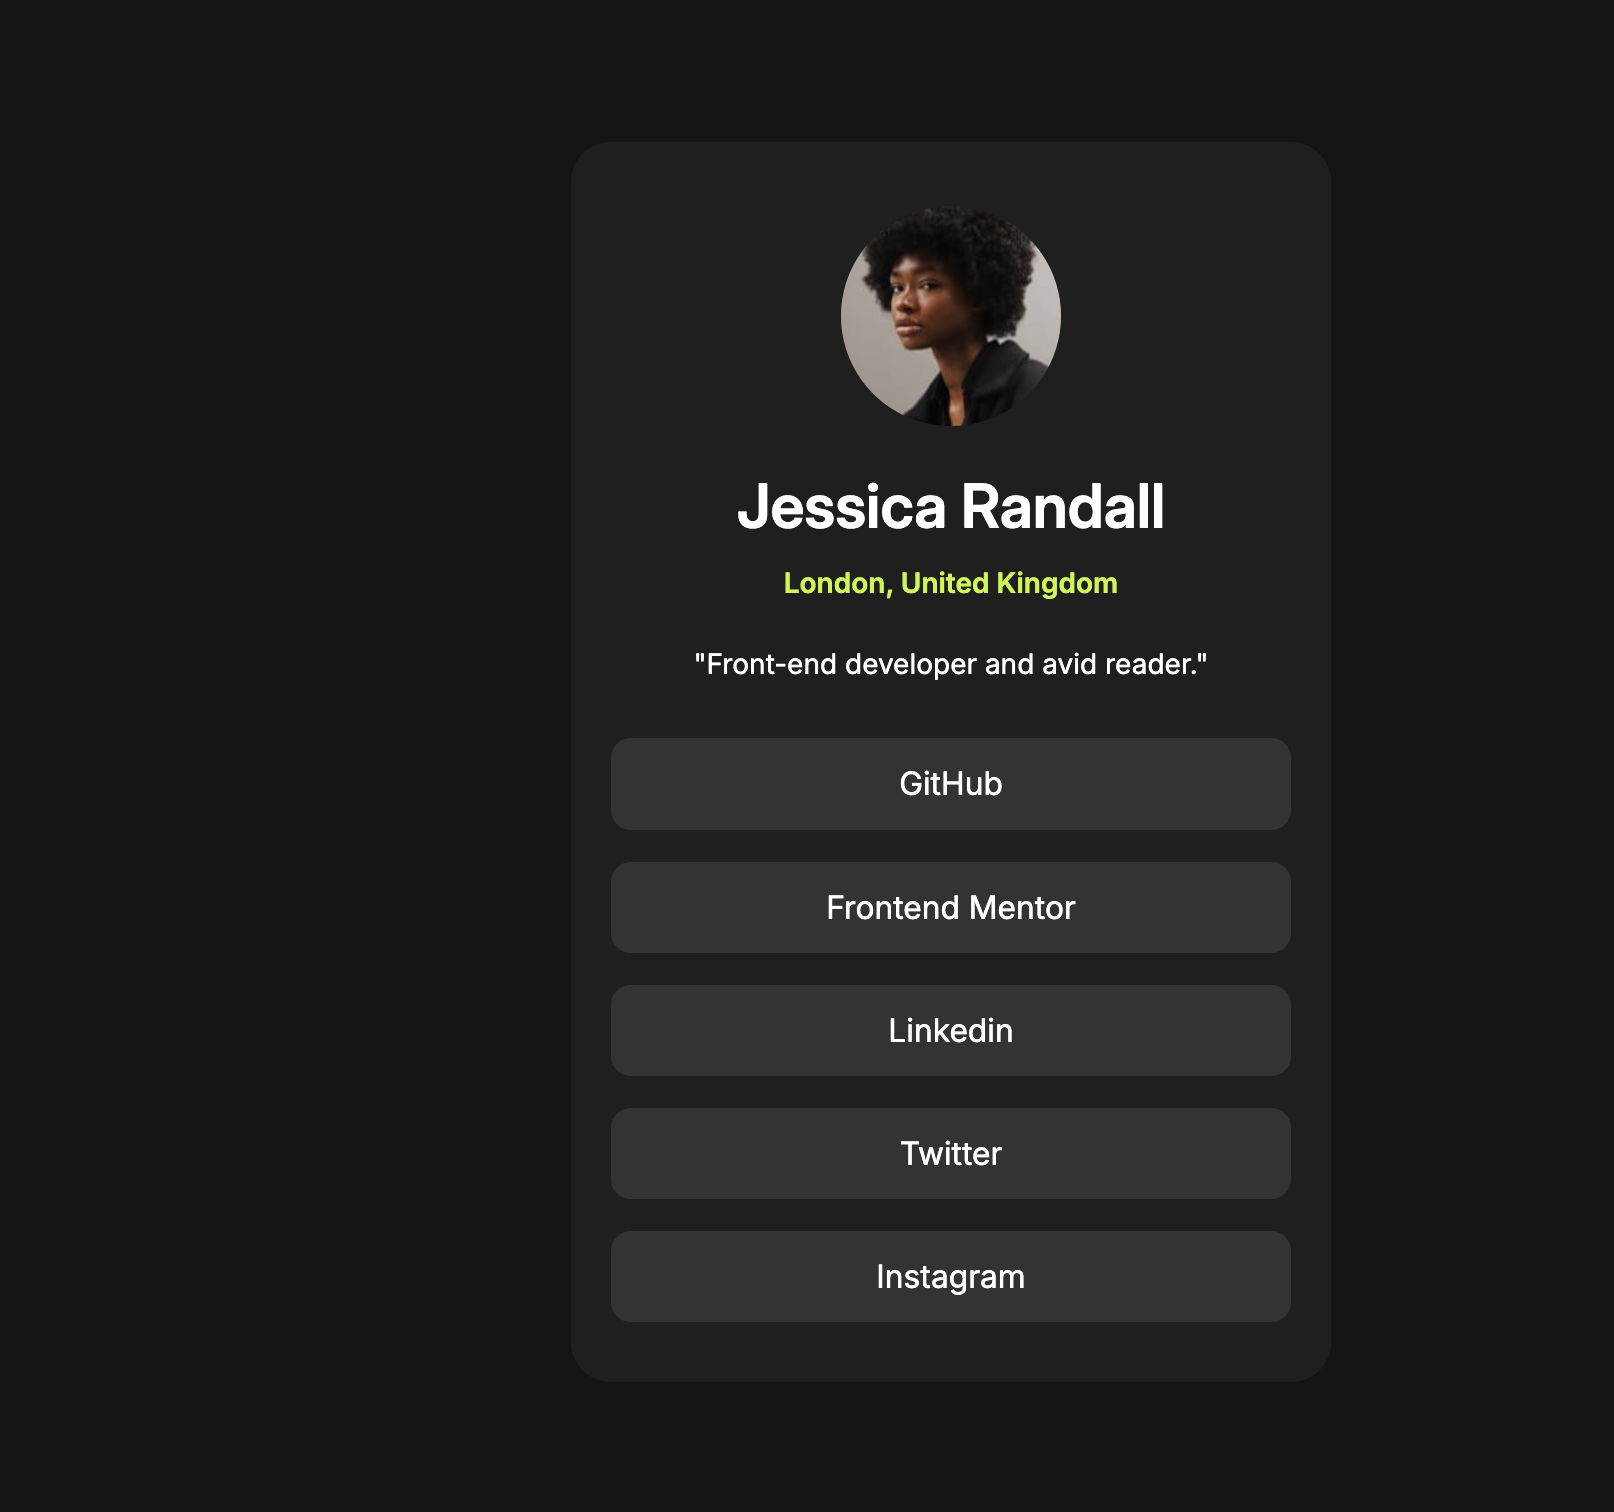 Jessica Randall
London, United Kingdom
"Front-end developer and avid reader."
GitHub
Frontend Mentor
Linkedin
Twitter
Instagram